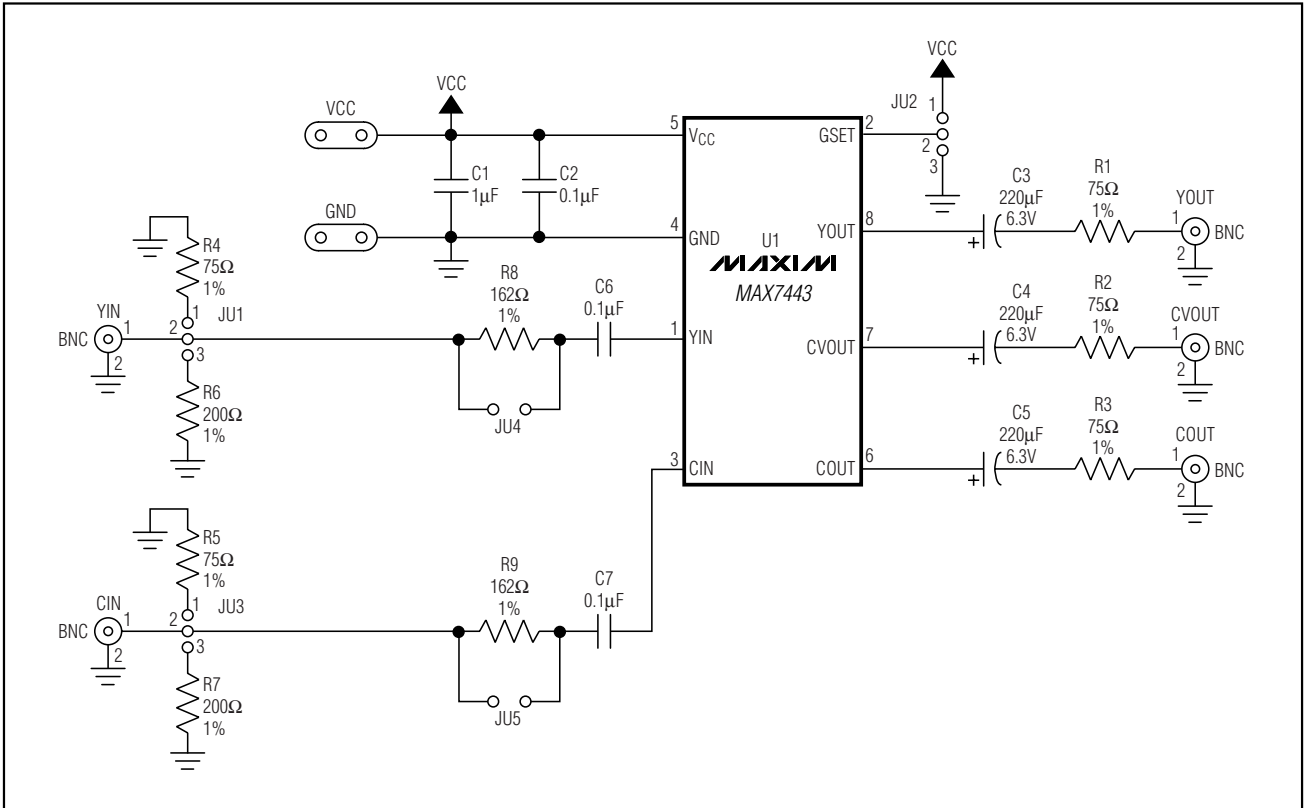 VCC
VCC
VCC
JU2
1
2
3
5
VCC
GSET
2
C1
1µF
C2
0.1µF
GND
4
GND
U1
MAXIM
MAX7443
YOUT
8
C3
220µF
6.3V
+
R1
75Ω
1%
YOUT
1
2
BNC
R4
75Ω
1%
YIN
BNC
1
2
1
2
3
JU1
R6
200Ω
1%
R8
162Ω
1%
JU4
C6
0.1µF
1
YIN
CVOUT
7
C4
220µF
6.3V
+
R2
75Ω
1%
CVOUT
1
2
BNC
3
CIN
COUT
6
C5
220µF
6.3V
+
R3
75Ω
1%
COUT
1
2
BNC
R5
75Ω
1%
CIN
BNC
1
2
1
2
3
JU3
R7
200Ω
1%
R9
162Ω
1%
JU5
C7
0.1µF